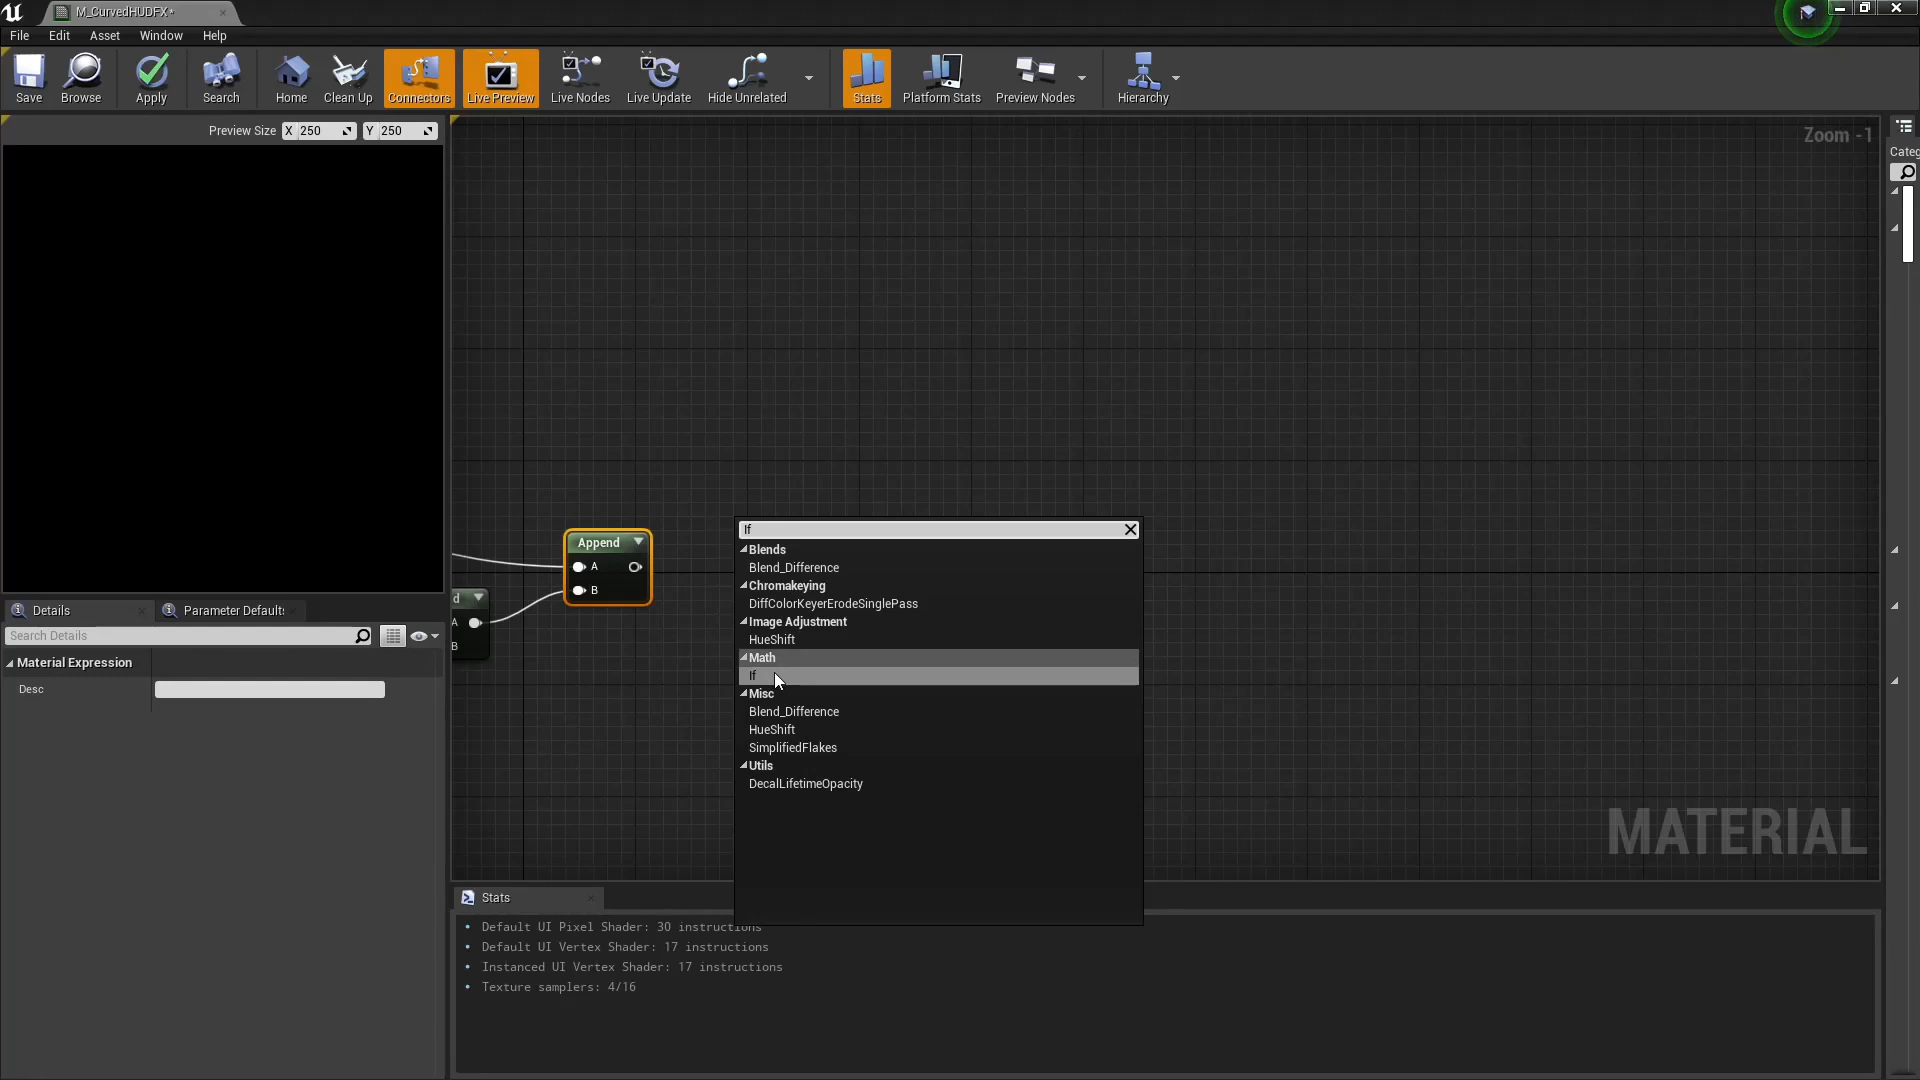 M_CurvedHUDFX*
File Edit Asset Window Help
Save Browse Apply Search Home Clean Up Connectors Live Preview Live Nodes Live Update Hide Unrelated Stats Platform Stats Preview Nodes Hierarchy
Preview Size X 250 Y 250
Zoom -1
Categ
If
Blends
Blend_Difference
Chromakeying
DiffColorKeyerErodeSinglePass
Image Adjustment
HueShift
Math
If
Misc
Blend_Difference
HueShift
SimplifiedFlakes
Utils
DecalLifetimeOpacity
Append
A
B
d
A
B
Details Parameter Defaults
Search Details
Material Expression
Desc
MATERIAL
Stats
• Default UI Pixel Shader: 30 instructions
• Default UI Vertex Shader: 17 instructions
• Instanced UI Vertex Shader: 17 instructions
• Texture samplers: 4/16